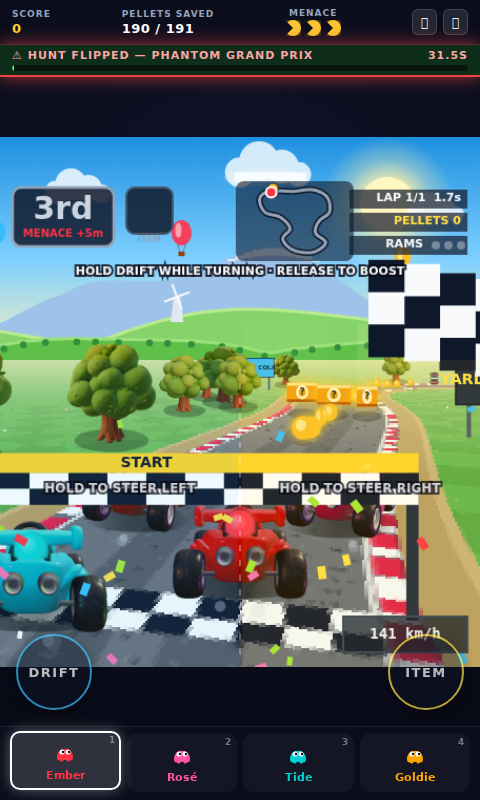 SCORE
0
PELLETS SAVED
190 / 191
MENACE
⚠ HUNT FLIPPED — PHANTOM GRAND PRIX
31.5S
3rd
MENACE +5m
ITEM
LAP 1/1 1.7s
PELLETS 0
RAMS
HOLD DRIFT WHILE TURNING · RELEASE TO BOOST
COLA
YARD
? ? ?
START
HOLD TO STEER LEFT
HOLD TO STEER RIGHT
141 km/h
DRIFT
ITEM
1
Ember
2
Rosé
3
Tide
4
Goldie